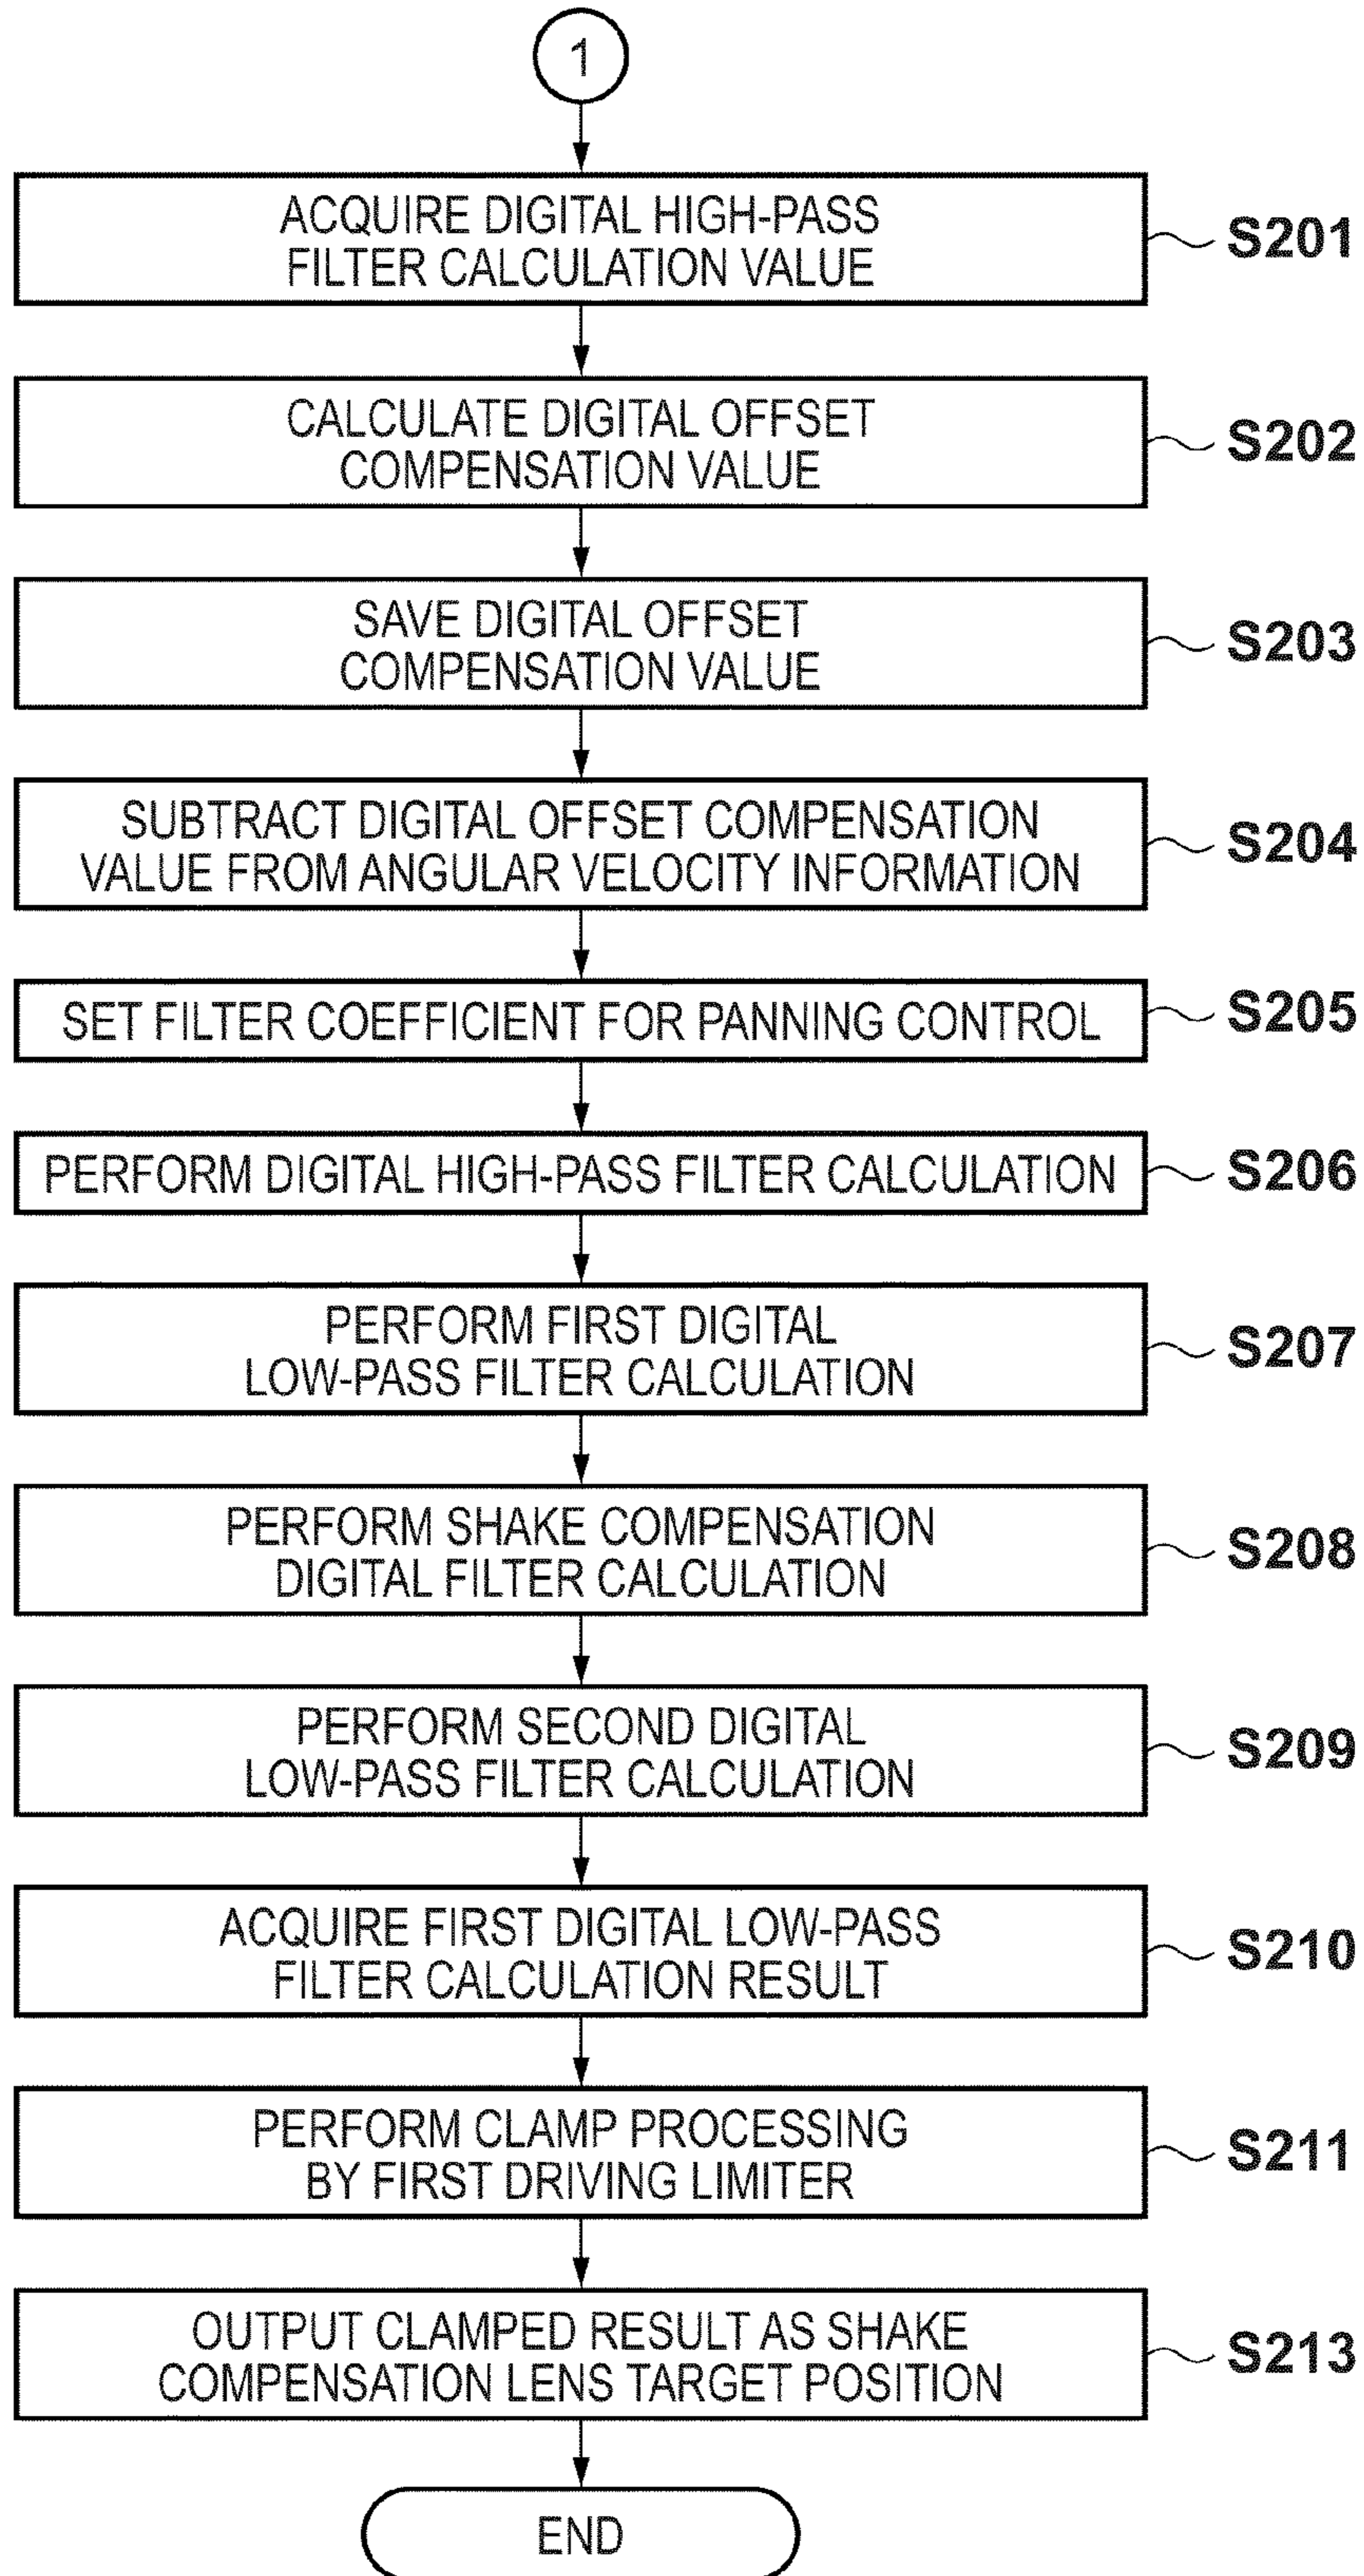 1
ACQUIRE DIGITAL HIGH-PASS
FILTER CALCULATION VALUE
S201
CALCULATE DIGITAL OFFSET
COMPENSATION VALUE
S202
SAVE DIGITAL OFFSET
COMPENSATION VALUE
S203
SUBTRACT DIGITAL OFFSET COMPENSATION
VALUE FROM ANGULAR VELOCITY INFORMATION
S204
SET FILTER COEFFICIENT FOR PANNING CONTROL
S205
PERFORM DIGITAL HIGH-PASS FILTER CALCULATION
S206
PERFORM FIRST DIGITAL
LOW-PASS FILTER CALCULATION
S207
PERFORM SHAKE COMPENSATION
DIGITAL FILTER CALCULATION
S208
PERFORM SECOND DIGITAL
LOW-PASS FILTER CALCULATION
S209
ACQUIRE FIRST DIGITAL LOW-PASS
FILTER CALCULATION RESULT
S210
PERFORM CLAMP PROCESSING
BY FIRST DRIVING LIMITER
S211
OUTPUT CLAMPED RESULT AS SHAKE
COMPENSATION LENS TARGET POSITION
S213
END